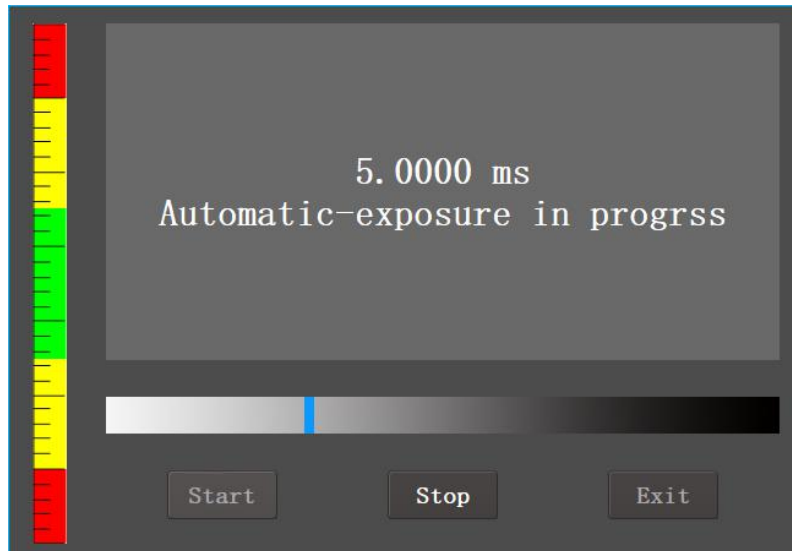 5.0000 ms
Automatic-exposure in progrss
Start
Stop
Exit